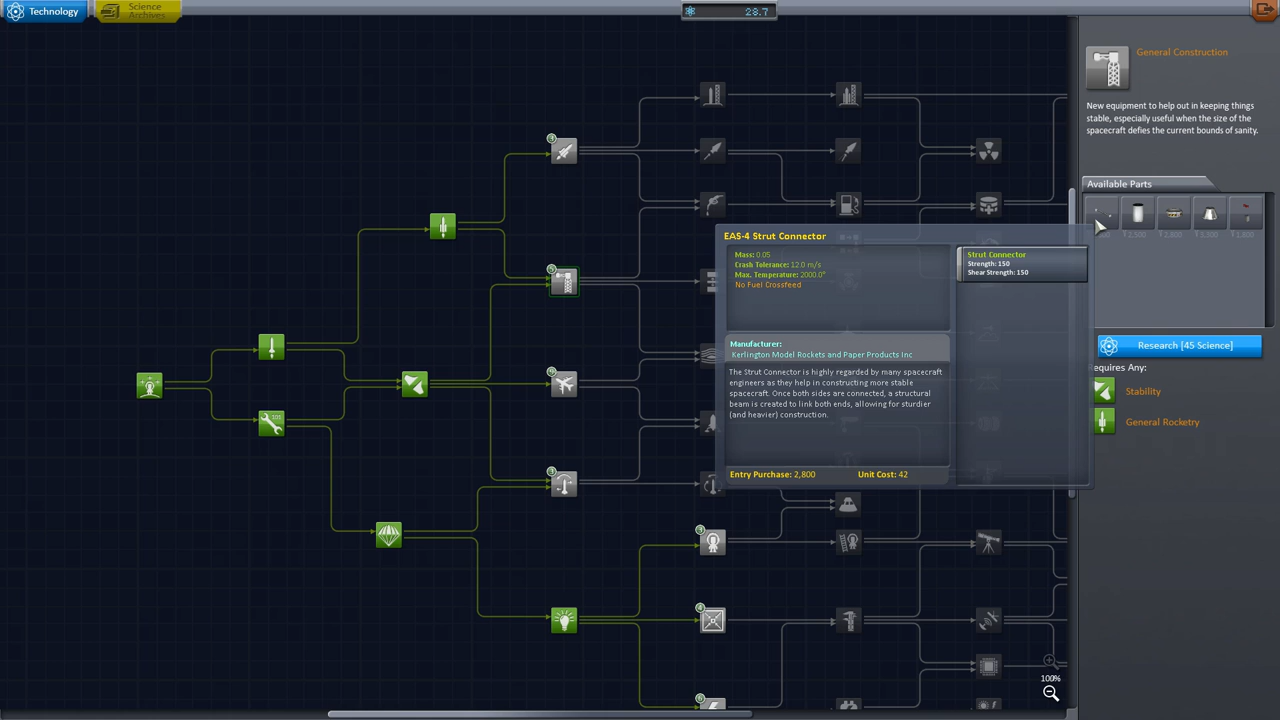 Technology
Science
Archives
28.7
General Construction
New equipment to help out in keeping things
stable, especially useful when the size of the
spacecraft defies the current bounds of sanity.
Available Parts
EAS-4 Strut Connector
Mass: 0.05
Crash Tolerance: 12.0 m/s
Max. Temperature: 2000.0°
No Fuel Crossfeed
Strut Connector
Strength: 150
Shear Strength: 150
Manufacturer:
Kerlington Model Rockets and Paper Products Inc
The Strut Connector is highly regarded by many spacecraft
engineers as they help in constructing more stable
spacecraft. Once both sides are connected, a structural
beam is created to link both ends, allowing for sturdier
(and heavier) construction.
Entry Purchase: 2,800
Unit Cost: 42
Research [45 Science]
equires Any:
Stability
General Rocketry
100%